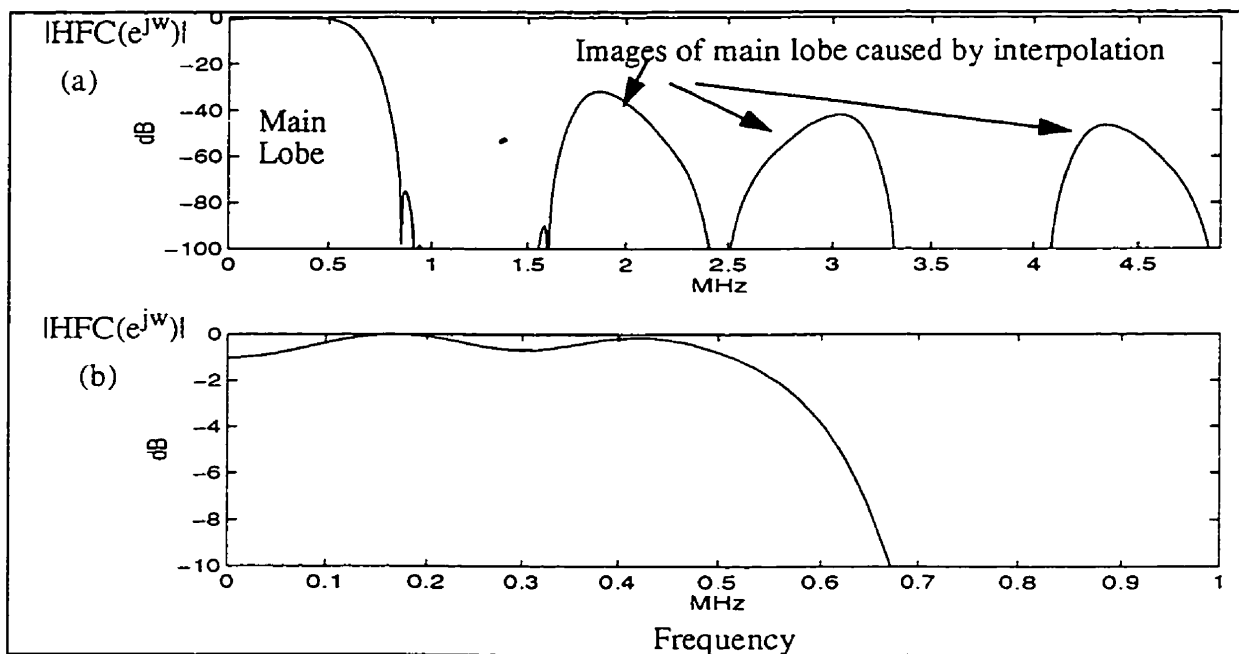 |HFC(e^jw)|
(a)
dB
0
-20
-40
-60
-80
-100
Main
Lobe
Images of main lobe caused by interpolation
0 0.5 1 1.5 2 2.5 3 3.5 4 4.5
MHz
|HFC(e^jw)|
(b)
dB
0
-2
-4
-6
-8
-10
0 0.1 0.2 0.3 0.4 0.5 0.6 0.7 0.8 0.9 1
MHz
Frequency